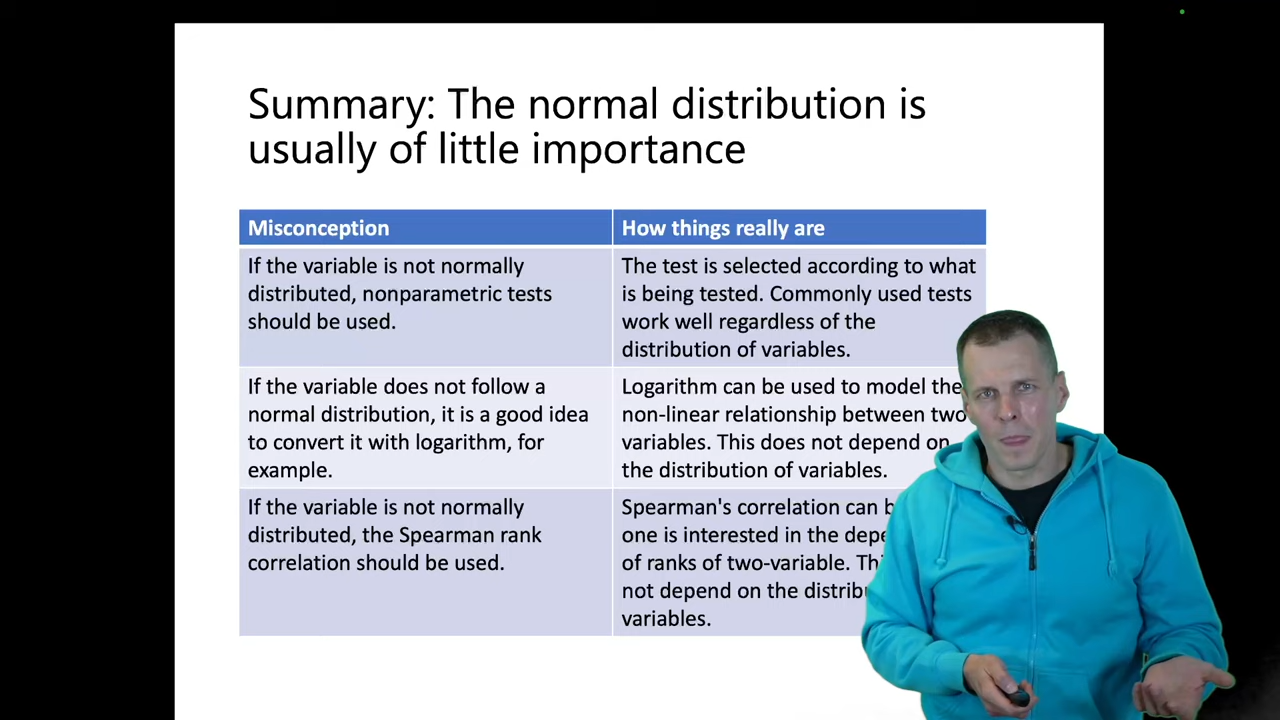 Summary: The normal distribution is
usually of little importance
Misconception
How things really are
If the variable is not normally
distributed, nonparametric tests
should be used.
The test is selected according to what
is being tested. Commonly used tests
work well regardless of the
distribution of variables.
If the variable does not follow a
normal distribution, it is a good idea
to convert it with logarithm, for
example.
Logarithm can be used to model the
non-linear relationship between two
variables. This does not depend on
the distribution of variables.
If the variable is not normally
distributed, the Spearman rank
correlation should be used.
Spearman's correlation can
one is interested in the
of ranks of two-variable.
not depend on the
variables.